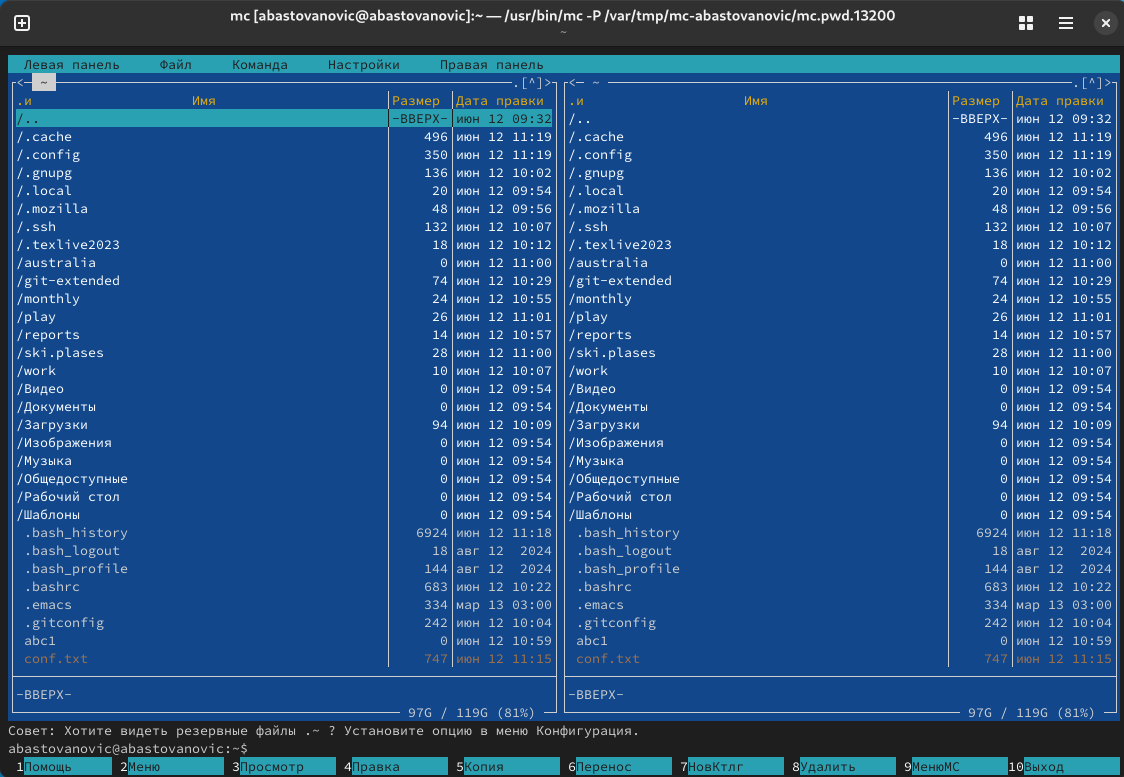 mc [abastovanovic@abastovanovic]:~ — /usr/bin/mc -P /var/tmp/mc-abastovanovic/mc.pwd.13200
~
Левая панель Файл Команда Настройки Правая панель
<─ ~ ─.[^]> <─ ~ ─.[^]>
.и Имя Размер Дата правки .и Имя Размер Дата правки
/.. -ВВЕРХ- июн 12 09:32 /.. -ВВЕРХ- июн 12 09:32
/.cache 496 июн 12 11:19 /.cache 496 июн 12 11:19
/.config 350 июн 12 11:19 /.config 350 июн 12 11:19
/.gnupg 136 июн 12 10:02 /.gnupg 136 июн 12 10:02
/.local 20 июн 12 09:54 /.local 20 июн 12 09:54
/.mozilla 48 июн 12 09:56 /.mozilla 48 июн 12 09:56
/.ssh 132 июн 12 10:07 /.ssh 132 июн 12 10:07
/.texlive2023 18 июн 12 10:12 /.texlive2023 18 июн 12 10:12
/australia 0 июн 12 11:00 /australia 0 июн 12 11:00
/git-extended 74 июн 12 10:29 /git-extended 74 июн 12 10:29
/monthly 24 июн 12 10:55 /monthly 24 июн 12 10:55
/play 26 июн 12 11:01 /play 26 июн 12 11:01
/reports 14 июн 12 10:57 /reports 14 июн 12 10:57
/ski.plases 28 июн 12 11:00 /ski.plases 28 июн 12 11:00
/work 10 июн 12 10:07 /work 10 июн 12 10:07
/Видео 0 июн 12 09:54 /Видео 0 июн 12 09:54
/Документы 0 июн 12 09:54 /Документы 0 июн 12 09:54
/Загрузки 94 июн 12 10:09 /Загрузки 94 июн 12 10:09
/Изображения 0 июн 12 09:54 /Изображения 0 июн 12 09:54
/Музыка 0 июн 12 09:54 /Музыка 0 июн 12 09:54
/Общедоступные 0 июн 12 09:54 /Общедоступные 0 июн 12 09:54
/Рабочий стол 0 июн 12 09:54 /Рабочий стол 0 июн 12 09:54
/Шаблоны 0 июн 12 09:54 /Шаблоны 0 июн 12 09:54
.bash_history 6924 июн 12 11:18 .bash_history 6924 июн 12 11:18
.bash_logout 18 авг 12 2024 .bash_logout 18 авг 12 2024
.bash_profile 144 авг 12 2024 .bash_profile 144 авг 12 2024
.bashrc 683 июн 12 10:22 .bashrc 683 июн 12 10:22
.emacs 334 мар 13 03:00 .emacs 334 мар 13 03:00
.gitconfig 242 июн 12 10:04 .gitconfig 242 июн 12 10:04
abc1 0 июн 12 10:59 abc1 0 июн 12 10:59
conf.txt 747 июн 12 11:15 conf.txt 747 июн 12 11:15
-ВВЕРХ- -ВВЕРХ-
97G / 119G (81%) 97G / 119G (81%)
Совет: Хотите видеть резервные файлы .~ ? Установите опцию в меню Конфигурация.
abastovanovic@abastovanovic:~$
1Помощь 2Меню 3Просмотр 4Правка 5Копия 6Перенос 7НовКтлг 8Удалить 9МенюMC 10Выход